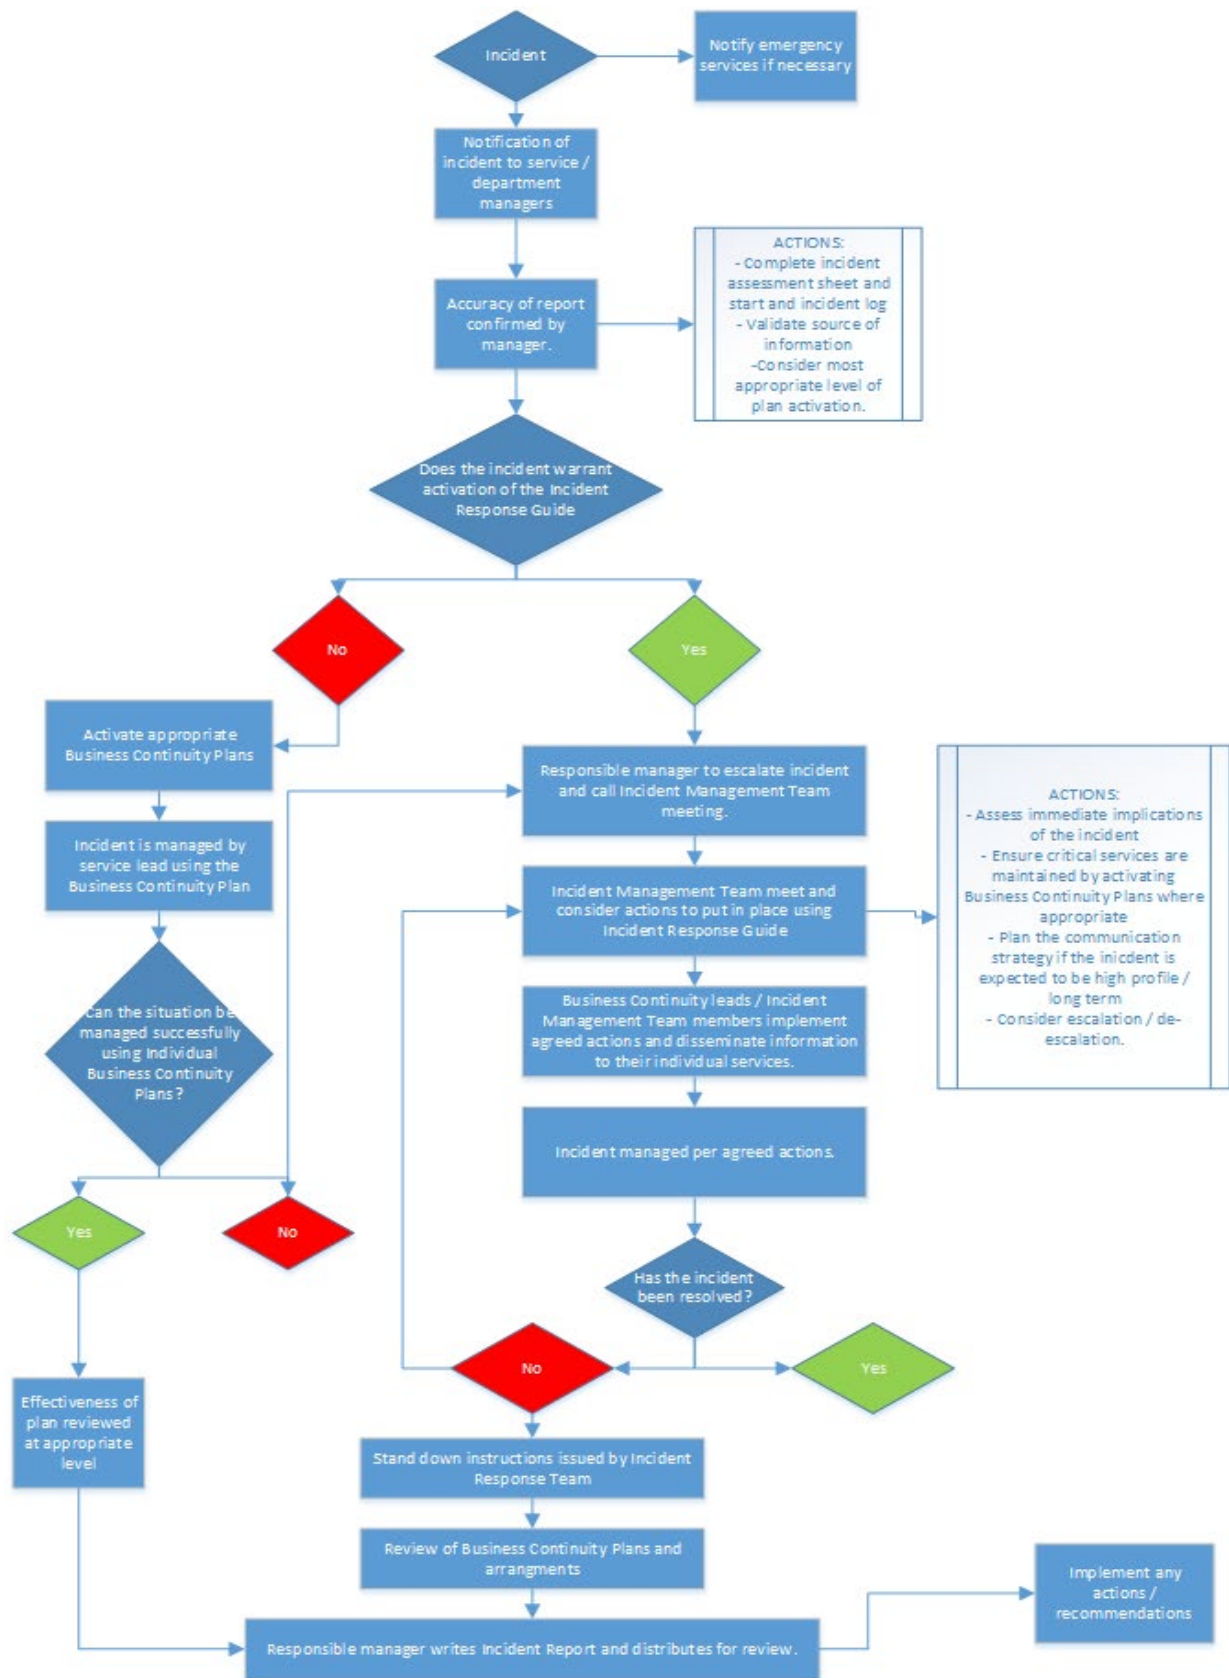 Incident
Notify emergency
services if necessary
Notification of
incident to service /
department
managers
ACTIONS:
- Complete incident
assessment sheet and
start and incident log
- Validate source of
information
-Consider most
appropriate level of
plan activation.
Accuracy of report
confirmed by
manager.
Does the incident warrant
activation of the Incident
Response Guide
No
Yes
Activate appropriate
Business Continuity Plans
Responsible manager to escalate incident
and call Incident Management Team
meeting.
ACTIONS:
- Assess immediate implications
of the incident
- Ensure critical services are
maintained by activating
Business Continuity Plans where
appropriate
- Plan the communication
strategy if the inicdent is
expected to be high profile /
long term
- Consider escalation / de-
escalation.
Incident is managed by
service lead using the
Business Continuity Plan
Incident Management Team meet and
consider actions to put in place using
Incident Response Guide
Can the situation be
managed successfully
using Individual
Business Continuity
Plans?
Business Continuity leads / Incident
Management Team members implement
agreed actions and disseminate information
to their individual services.
Incident managed per agreed actions.
Yes
No
Has the incident
been resolved?
No
Yes
Effectiveness of
plan reviewed
at appropriate
level
Stand down instructions issued by Incident
Response Team
Review of Business Continuity Plans and
arrangments
Responsible manager writes Incident Report and distributes for review.
Implement any
actions /
recommendations